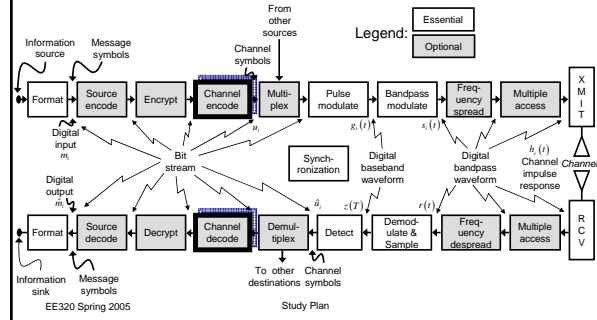 From
other
sources
Legend:
Essential
Optional
Information
source
Message
symbols
Channel
symbols
Format
Source
encode
Encrypt
Channel
encode
Multi-
plex
Pulse
modulate
Bandpass
modulate
Freq-
uency
spread
Multiple
access
X
M
I
T
Digital
input
m_i
u_i
g_i(t)
s_i(t)
h_c(t)
Bit
stream
Synch-
ronization
Digital
baseband
waveform
Digital
bandpass
waveform
Channel
impulse
response
Channel
Digital
output
m̂_i
û_i
z(T)
r(t)
Format
Source
decode
Decrypt
Channel
decode
Demul-
tiplex
Detect
Demod-
ulate &
Sample
Freq-
uency
despread
Multiple
access
R
C
V
Information
sink
Message
symbols
To other
destinations
Channel
symbols
EE320 Spring 2005
Study Plan